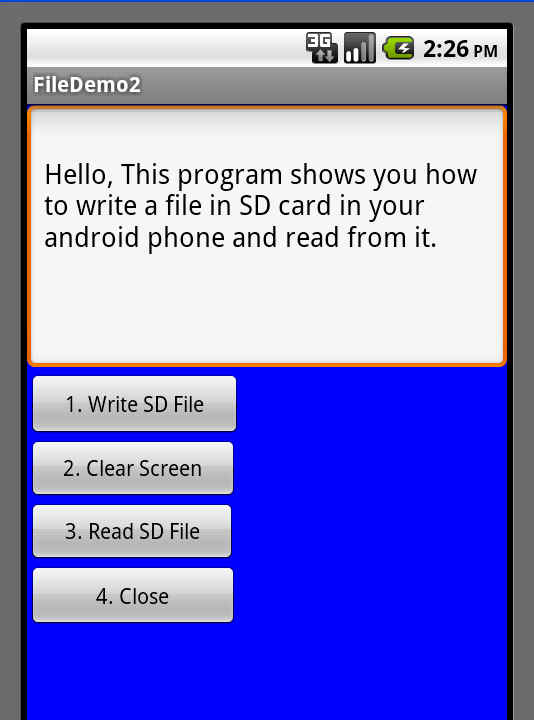 3G 2:26 PM
FileDemo2
Hello, This program shows you how
to write a file in SD card in your
android phone and read from it.
1. Write SD File
2. Clear Screen
3. Read SD File
4. Close